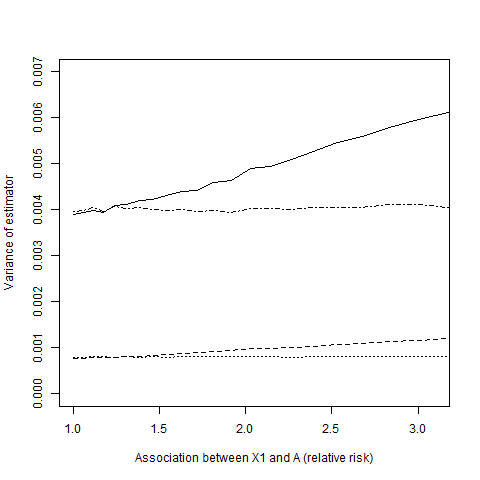 0.007
0.006
0.005
0.004
0.003
0.002
0.001
0.000
Variance of estimator
1.0 1.5 2.0 2.5 3.0
Association between X1 and A (relative risk)